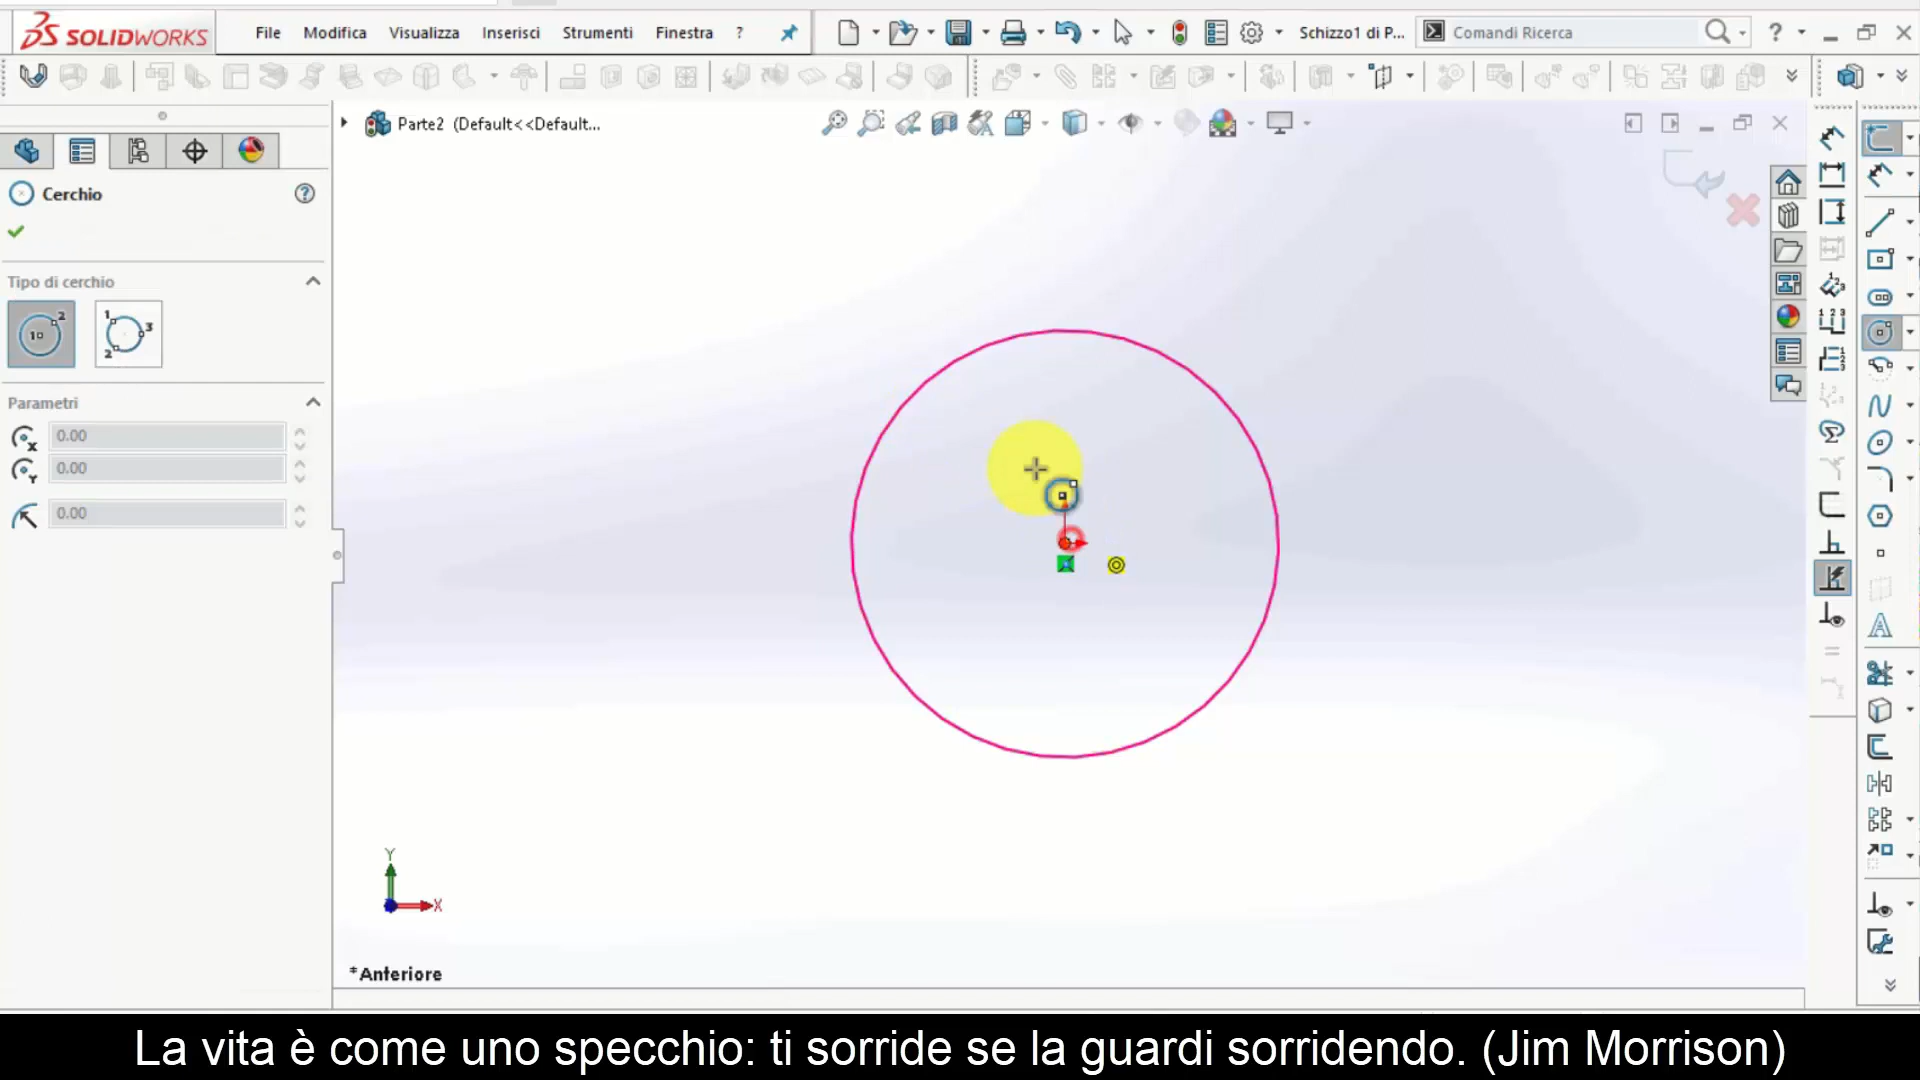 SOLIDWORKS
File Modifica Visualizza Inserisci Strumenti Finestra ?
Schizzo1 di P...
Comandi Ricerca
?
Parte2 (Default<<Default...
Cerchio
Tipo di cerchio
Parametri
0.00
0.00
0.00
Y
X
*Anteriore
La vita è come uno specchio: ti sorride se la guardi sorridendo. (Jim Morrison)